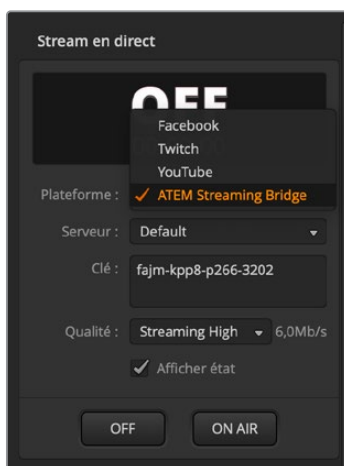 Stream en direct
OFF
Facebook
Twitch
YouTube
Plateforme : ✓ ATEM Streaming Bridge
Serveur : Default
Clé : fajm-kpp8-p266-3202
Qualité : Streaming High 6,0Mb/s
Afficher état
OFF ON AIR